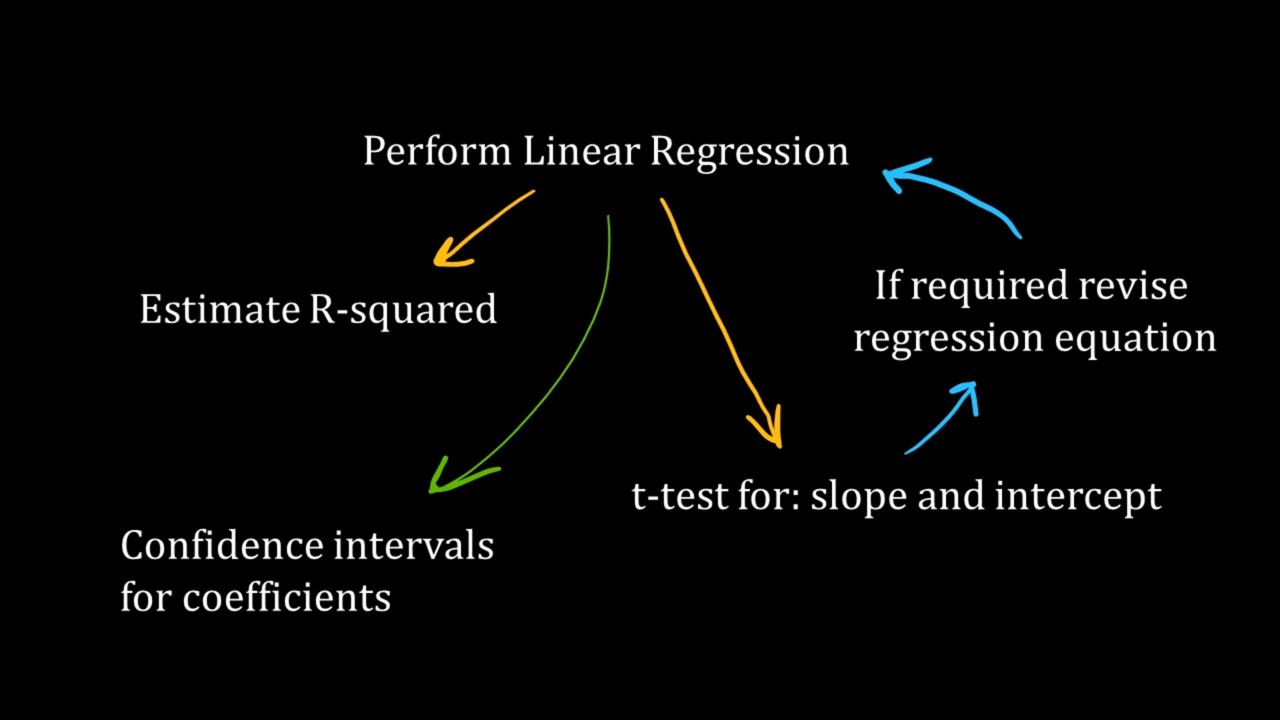 Perform Linear Regression
If required revise
regression equation
Estimate R-squared
t-test for: slope and intercept
Confidence intervals
for coefficients